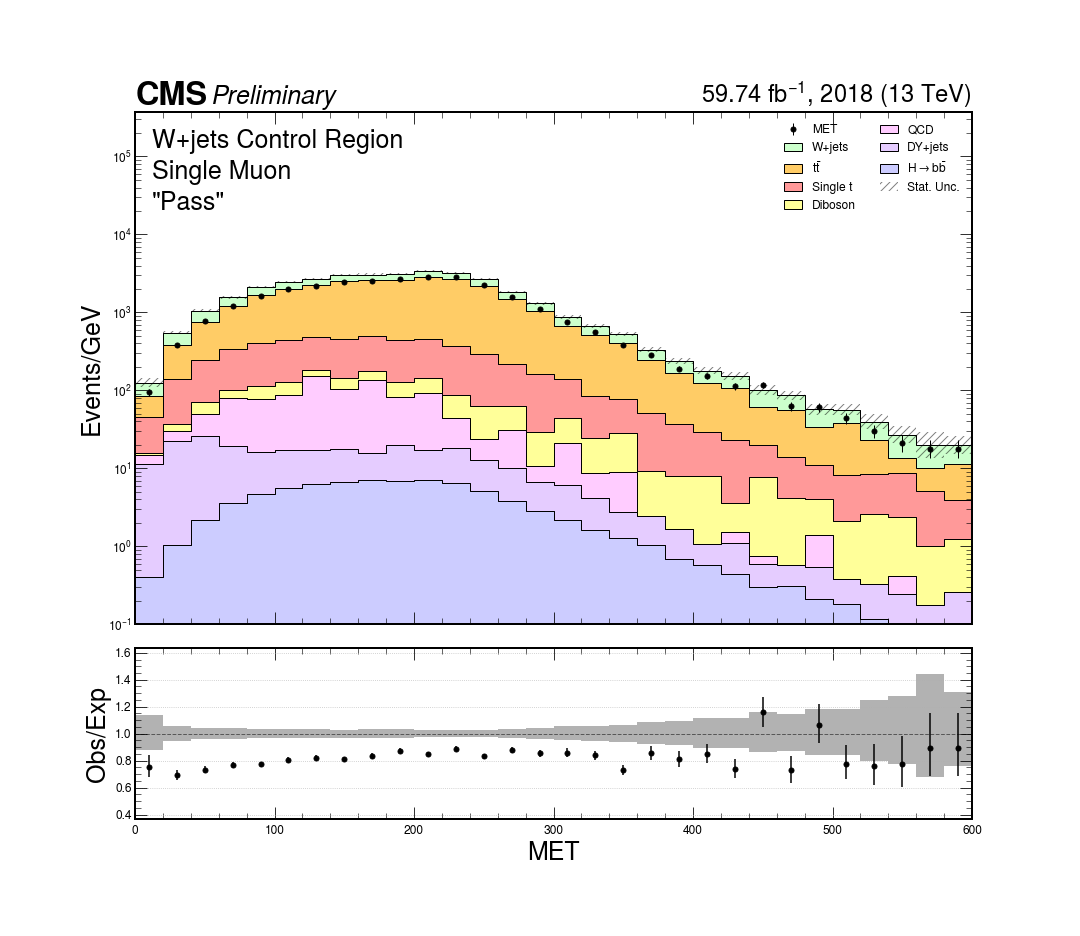 CMS Preliminary
59.74 fb⁻¹, 2018 (13 TeV)
W+jets Control Region
Single Muon
"Pass"
MET
W+jets
tt̄
Single t
Diboson
QCD
DY+jets
H→bb̄
Stat. Unc.
Events/GeV
10⁵
10⁴
10³
10²
10¹
10⁰
10⁻¹
Obs/Exp
1.6
1.4
1.2
1.0
0.8
0.6
0.4
0
100
200
300
400
500
600
MET